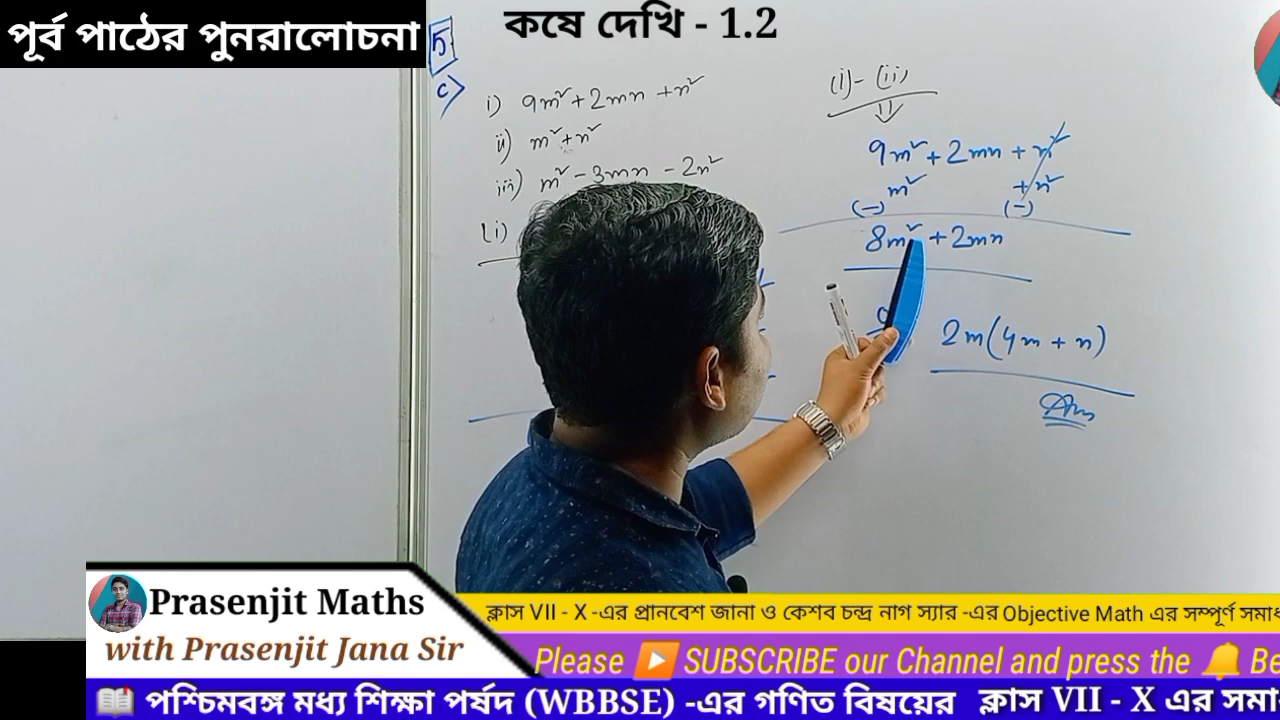 পূর্ব পাঠের পুনরালোচনা
কষে দেখি - 1.2
5
c>
i) 9m² + 2mn + n²
ii) m² + n²
iii) m² - 3mn - 2n²
(i)
(i) - (ii)
9m² + 2mn + n²
m² + n²
(-) (-)
8m² + 2mn
2m(4m + n)
Ans
Prasenjit Maths
with Prasenjit Jana Sir
ক্লাস VII - X -এর প্রানবেশ জানা ও কেশব চন্দ্র নাগ স্যার -এর Objective Math এর সম্পূর্ণ
Please ▶️ SUBSCRIBE our Channel and press the 🔔
📖 পশ্চিমবঙ্গ মধ্য শিক্ষা পর্ষদ (WBBSE) -এর গণিত বিষয়ের ক্লাস VII - X এর